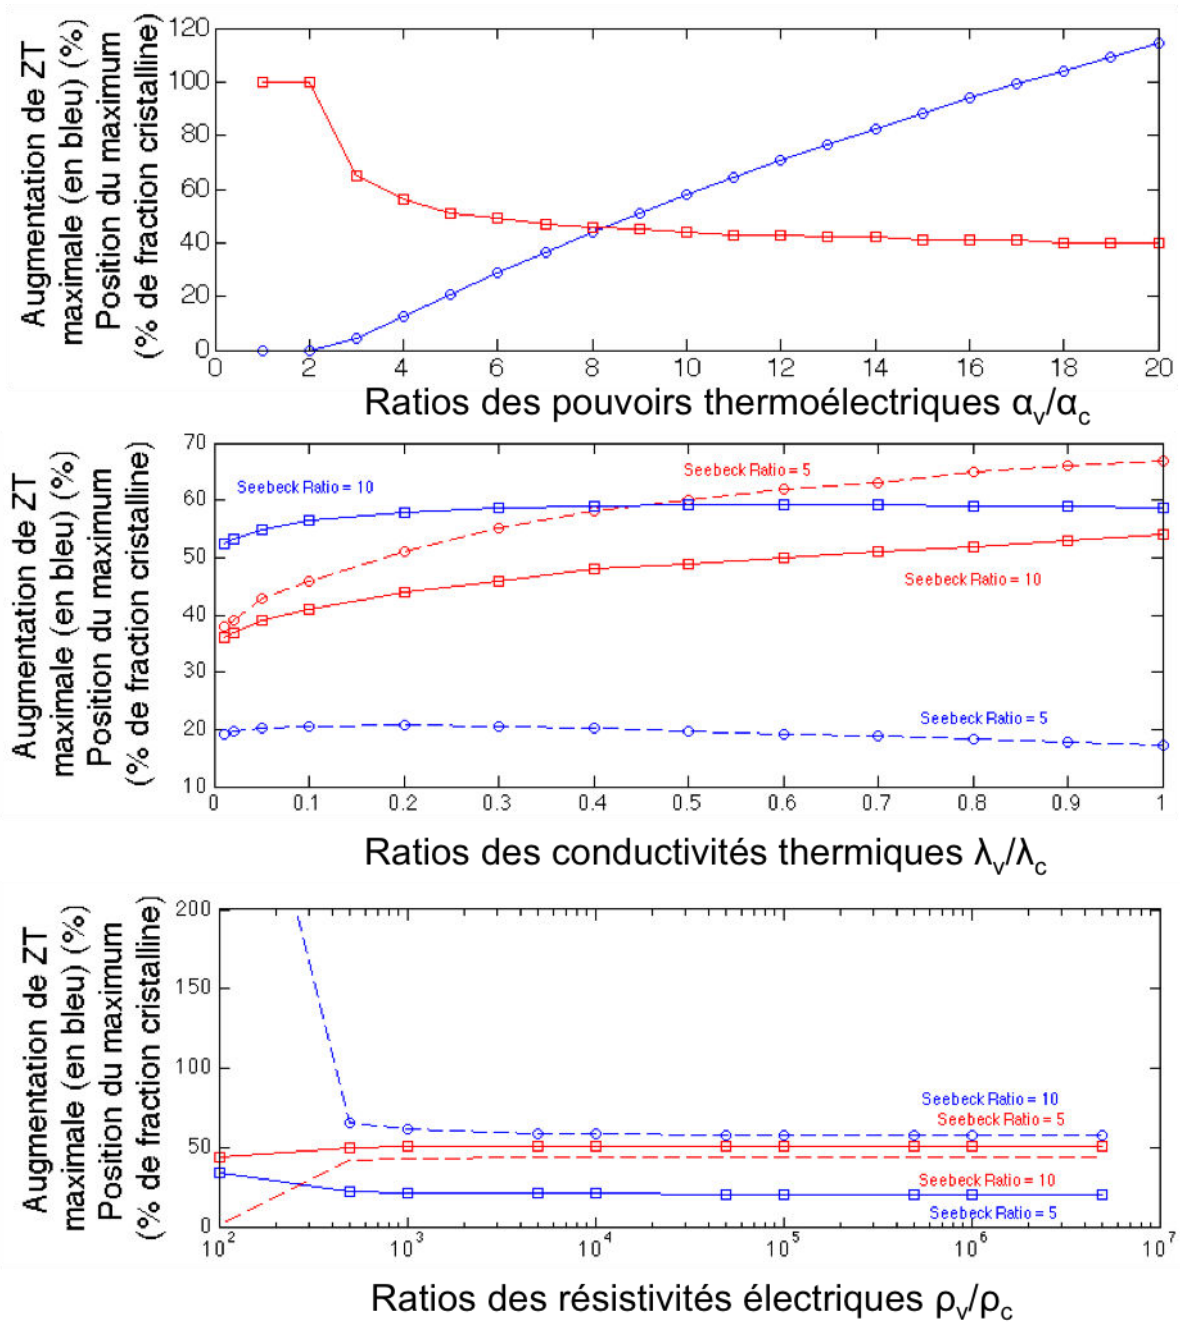 Augmentation de ZT
maximale (en bleu) (%)
Position du maximum
(% de fraction cristalline)
120
100
80
60
40
20
0
0 2 4 6 8 10 12 14 16 18 20
Ratios des pouvoirs thermoélectriques αv/αc
Augmentation de ZT
maximale (en bleu) (%)
Position du maximum
(% de fraction cristalline)
70
60
50
40
30
20
10
Seebeck Ratio = 5
Seebeck Ratio = 10
Seebeck Ratio = 10
Seebeck Ratio = 5
0 0.1 0.2 0.3 0.4 0.5 0.6 0.7 0.8 0.9 1
Ratios des conductivités thermiques λv/λc
Augmentation de ZT
maximale (en bleu) (%)
Position du maximum
(% de fraction cristalline)
200
150
100
50
0
Seebeck Ratio = 10
Seebeck Ratio = 5
Seebeck Ratio = 10
Seebeck Ratio = 5
10² 10³ 10⁴ 10⁵ 10⁶ 10⁷
Ratios des résistivités électriques ρv/ρc